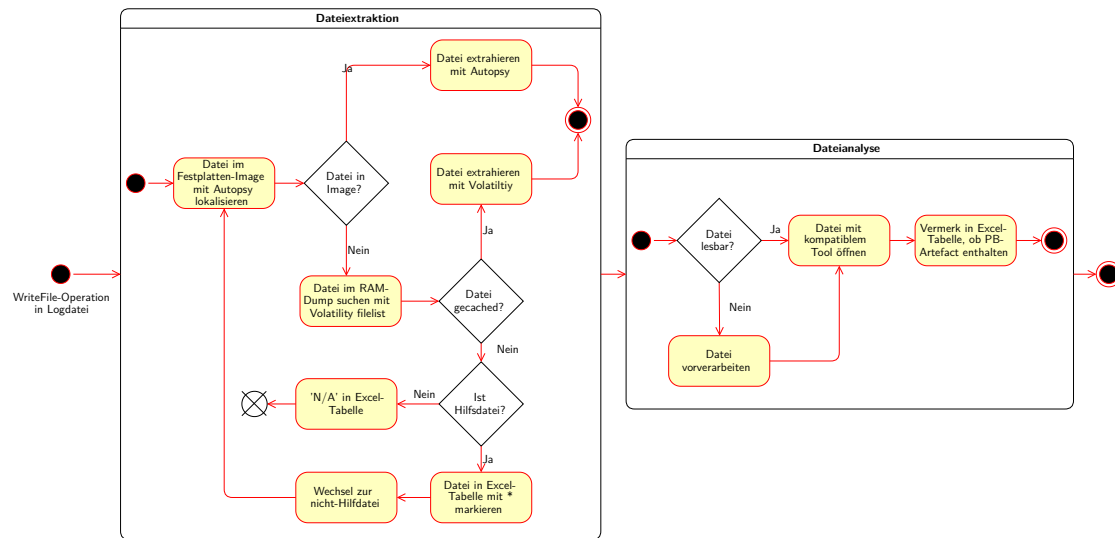 Dateiextraktion
Datei extrahieren
mit Autopsy
Ja
Datei im
Festplatten-Image
mit Autopsy
lokalisieren
Datei in
Image?
Datei extrahieren
mit Volatiltiy
Ja
Nein
WriteFile-Operation
in Logdatei
Datei im RAM-
Dump suchen mit
Volatility filelist
Datei
gecached?
Nein
'N/A' in Excel-
Tabelle
Nein
Ist
Hilfsdatei?
Ja
Wechsel zur
nicht-Hilfdatei
Datei in Excel-
Tabelle mit *
markieren
Dateianalyse
Datei
lesbar?
Ja
Datei mit
kompatiblem
Tool öffnen
Vermerk in Excel-
Tabelle, ob PB-
Artefact enthalten
Nein
Datei
vorverarbeiten